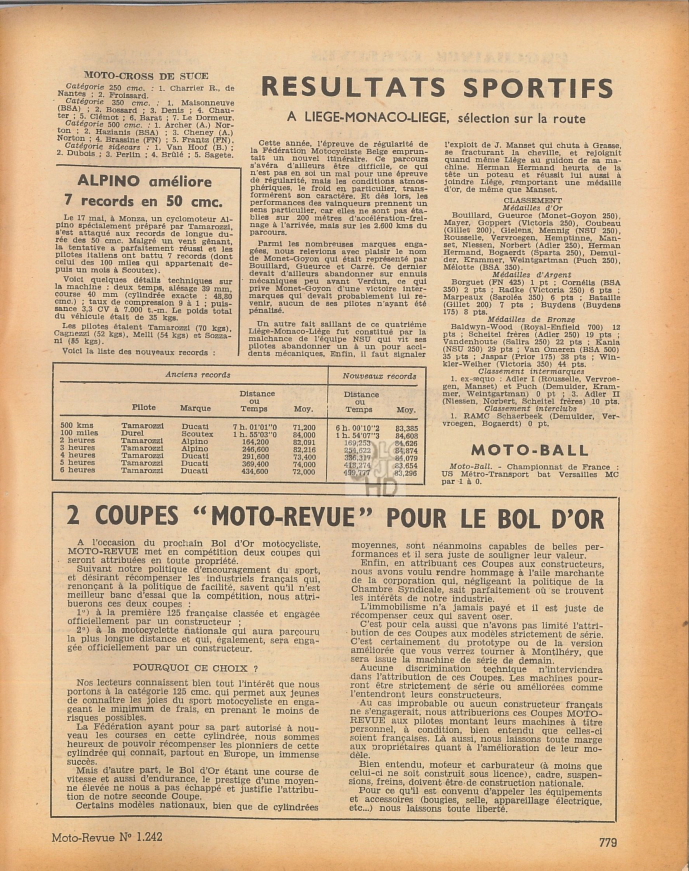 MOTO-CROSS DE SUCE
Catégorie 250 cmc. : 1. Charrier R., de
Nantes ; 2. Froissard.
Catégorie 350 cmc. : 1. Maisonneuve
(BSA) ; 2. Bossard ; 3. Denis ; 4. Chau-
ter ; 5. Clémot ; 6. Barat ; 7. Le Dormeur.
Catégorie 500 cmc. : 1. Archer (A.) Nor-
ton ; 2. Hazianis (BSA) ; 3. Cheney (A.)
Norton ; 4. Brassine (FN) ; 5. Frantz (FN).
Catégorie sidecars : 1. Van Hoof (B.) ;
2. Dubois ; 3. Perlin ; 4. Brûlé ; 5. Sagete.
ALPINO améliore
7 records en 50 cmc.
Le 17 mai, à Monza, un cyclomoteur Al-
pino spécialement préparé par Tamarozzi,
s'est attaqué aux records de longue du-
rée des 50 cmc. Malgré un vent gênant,
la tentative a parfaitement réussi et les
pilotes italiens ont battu 7 records (dont
celui des 100 miles qui appartenait de-
puis un mois à Scoutex).
Voici quelques détails techniques sur
la machine : deux temps, alésage 39 mm,
course 40 mm (cylindrée exacte : 48,80
cmc.) ; taux de compression 9 à 1 ; puis-
sance 3,3 CV à 7.000 t.-m. Le poids total
du véhicule était de 35 kgs.
Les pilotes étaient Tamarozzi (70 kgs),
Cagnezzi (52 kgs), Melli (54 kgs) et Sozza-
ni (85 kgs).
Voici la liste des nouveaux records :
RESULTATS SPORTIFS
A LIEGE-MONACO-LIEGE, sélection sur la route
Cette année, l'épreuve de régularité de
la Fédération Motocycliste Belge emprun-
tait un nouvel itinéraire. Ce parcours
s'avéra d'ailleurs être difficile, ce qui
n'est pas en soi un mal pour une épreuve
de régularité, mais les conditions atmos-
phériques, le froid en particulier, trans-
formèrent son caractère. Et dès lors, les
performances des vainqueurs prennent un
sens particulier, car elles ne sont pas éta-
blies sur 200 mètres d'accélération-frei-
nage à l'arrivée, mais sur les 2.600 kms du
parcours.
Parmi les nombreuses marques enga-
gées, nous relevions avec plaisir le nom
de Monet-Goyon qui était représenté par
Bouillard, Gueurce et Carré. Ce dernier
devait d'ailleurs abandonner sur ennuis
mécaniques peu avant Verdun, ce qui
prive Monet-Goyon d'une victoire inter-
marques qui devait probablement lui re-
venir, aucun de ses pilotes n'ayant été
pénalisé.
Un autre fait saillant de ce quatrième
Liége-Monaco-Liége fut constitué par la
malchance de l'équipe NSU qui vit ses
pilotes abandonner un à un pour acci-
dents mécaniques. Enfin, il faut signaler
l'exploit de J. Manset qui chuta à Grasse,
se fracturant la cheville, et rejoignit
quand même Liége au guidon de sa ma-
chine. Herman Hermand heurta de la
tête un poteau et réussit lui aussi à
joindre Liége, remportant une médaille
d'or, de même que Manset.
CLASSEMENT
Médailles d'Or
Bouillard, Gueurce (Monet-Goyon 250),
Mayer, Goppert (Victoria 250), Coubeau
(Gillet 200), Gielens, Mennig (NSU 250),
Rousselle, Vervroegen, Hemptinne, Man-
set, Niessen, Norbert (Adler 250), Herman
Hermand, Bogaerdt (Sparta 250), Demul-
der, Krammer, Weintgartman (Puch 250),
Mélotte (BSA 350).
Médailles d'Argent
Borguet (FN 425) 1 pt ; Cornélis (BSA
350) 2 pts ; Radke (Victoria 250) 6 pts ;
Marpeaux (Saroléa 350) 6 pts ; Bataille
(Gillet 200) 7 pts ; Buydens (Buydens
175) 8 pts.
Médailles de Bronze
Baldwyn-Wood (Royal-Enfield 700) 12
pts ; Scheitel frères (Adler 250) 19 pts ;
Vandenhoute (Salira 250) 22 pts ; Kania
(NSU 250) 29 pts ; Van Omeren (BSA 500)
35 pts ; Jaspar (Prior 175) 38 pts ; Win-
kler-Weiher (Victoria 350) 44 pts.
Classement intermarques
1. ex-æquo : Adler I (Rousselle, Vervroe-
gen, Manset) et Puch (Demulder, Kram-
mer, Weintgartman) 0 pt ; 3. Adler II
(Niessen, Norbert, Scheitel frères) 19 pts.
Classement interclubs
1. RAMC Schaerbeek (Demulder, Ver-
vroegen, Bogaerdt) 0 pt.
MOTO-BALL
Moto-Ball. - Championnat de France :
US Métro-Transport bat Versailles MC
par 1 à 0.
Anciens records Nouveaux records
Pilote Marque Distance ou Temps Moy. Distance ou Temps Moy.
500 kms Tamarozzi Ducati 7 h. 01'01"0 71,200 6 h. 00'10"2 83,385
100 miles Durel Scoutex 1 h. 55'03"0 84,000 1 h. 54'07"3 84,608
2 heures Tamarozzi Alpino 164,200 82,091 169,253 84,626
3 heures Tamarozzi Alpino 246,600 82,216 254,622 84,874
4 heures Tamarozzi Ducati 291,600 73,400 336,317 84,079
5 heures Tamarozzi Ducati 369,400 74,000 418,274 83,654
6 heures Tamarozzi Ducati 434,600 72,000 499,777 83,296
HD
2 COUPES "MOTO-REVUE" POUR LE BOL D'OR
A l'occasion du prochain Bol d'Or motocycliste,
MOTO-REVUE met en compétition deux coupes qui
seront attribuées en toute propriété.
Suivant notre politique d'encouragement du sport,
et désirant récompenser les industriels français qui,
renonçant à la politique de facilité, savent qu'il n'est
meilleur banc d'essai que la compétition, nous attri-
buerons ces deux coupes :
1°) à la première 125 française classée et engagée
officiellement par un constructeur ;
2°) à la motocyclette nationale qui aura parcouru
la plus longue distance et qui, également, sera enga-
gée officiellement par un constructeur.
POURQUOI CE CHOIX ?
Nos lecteurs connaissent bien tout l'intérêt que nous
portons à la catégorie 125 cmc. qui permet aux jeunes
de connaître les joies du sport motocycliste en enga-
geant le minimum de frais, en prenant le moins de
risques possibles.
La Fédération ayant pour sa part autorisé à nou-
veau les courses en cette cylindrée, nous sommes
heureux de pouvoir récompenser les pionniers de cette
cylindrée qui connaît, partout en Europe, un immense
succès.
Mais d'autre part, le Bol d'Or étant une course de
vitesse et aussi d'endurance, le prestige d'une moyen-
ne élevée ne nous a pas échappé et justifie l'attribu-
tion de notre seconde Coupe.
Certains modèles nationaux, bien que de cylindrées
moyennes, sont néanmoins capables de belles per-
formances et il sera juste de souligner leur valeur.
Enfin, en attribuant ces Coupes aux constructeurs,
nous avons voulu rendre hommage à l'aile marchante
de la corporation qui, négligeant la politique de la
Chambre Syndicale, sait parfaitement où se trouvent
les intérêts de notre industrie.
L'immobilisme n'a jamais payé et il est juste de
récompenser ceux qui savent oser.
C'est pour cela aussi que n'avons pas limité l'attri-
bution de ces Coupes aux modèles strictement de série.
C'est certainement du prototype ou de la version
améliorée que vous verrez tourner à Montlhéry, que
sera issue la machine de série de demain.
Aucune discrimination technique n'interviendra
dans l'attribution de ces Coupes. Les machines pour-
ront être strictement de série ou améliorées comme
l'entendront leurs constructeurs.
Au cas improbable ou aucun constructeur français
ne s'engagerait, nous attribuerions ces Coupes MOTO-
REVUE aux pilotes montant leurs machines à titre
personnel, à condition, bien entendu que celles-ci
soient françaises. Là aussi, nous laissons toute marge
aux propriétaires quant à l'amélioration de leur mo-
dèle.
Bien entendu, moteur et carburateur (à moins que
celui-ci ne soit construit sous licence), cadre, suspen-
sions, freins, doivent être de construction nationale.
Pour ce qu'il est convenu d'appeler les équipements
et accessoires (bougies, selle, appareillage électrique,
etc...) nous laissons toute liberté.
Moto-Revue N° 1.242
779